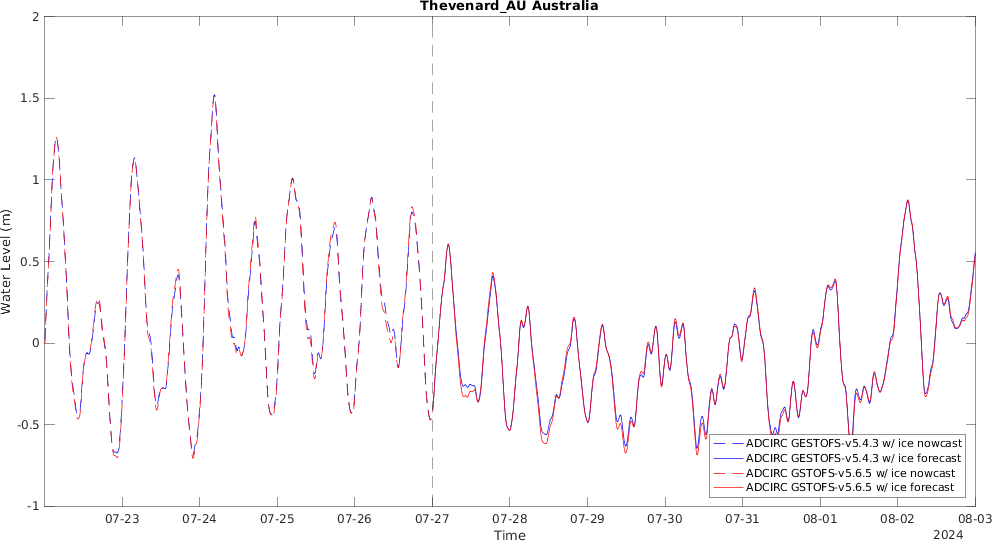 Thevenard_AU Australia
Water Level (m)
2
1.5
1
0.5
0
-0.5
-1
ADCIRC GESTOFS-v5.4.3 w/ ice nowcast
ADCIRC GESTOFS-v5.4.3 w/ ice forecast
ADCIRC GSTOFS-v5.6.5 w/ ice nowcast
ADCIRC GSTOFS-v5.6.5 w/ ice forecast
07-23 07-24 07-25 07-26 07-27 07-28 07-29 07-30 07-31 08-01 08-02 08-03
Time
2024